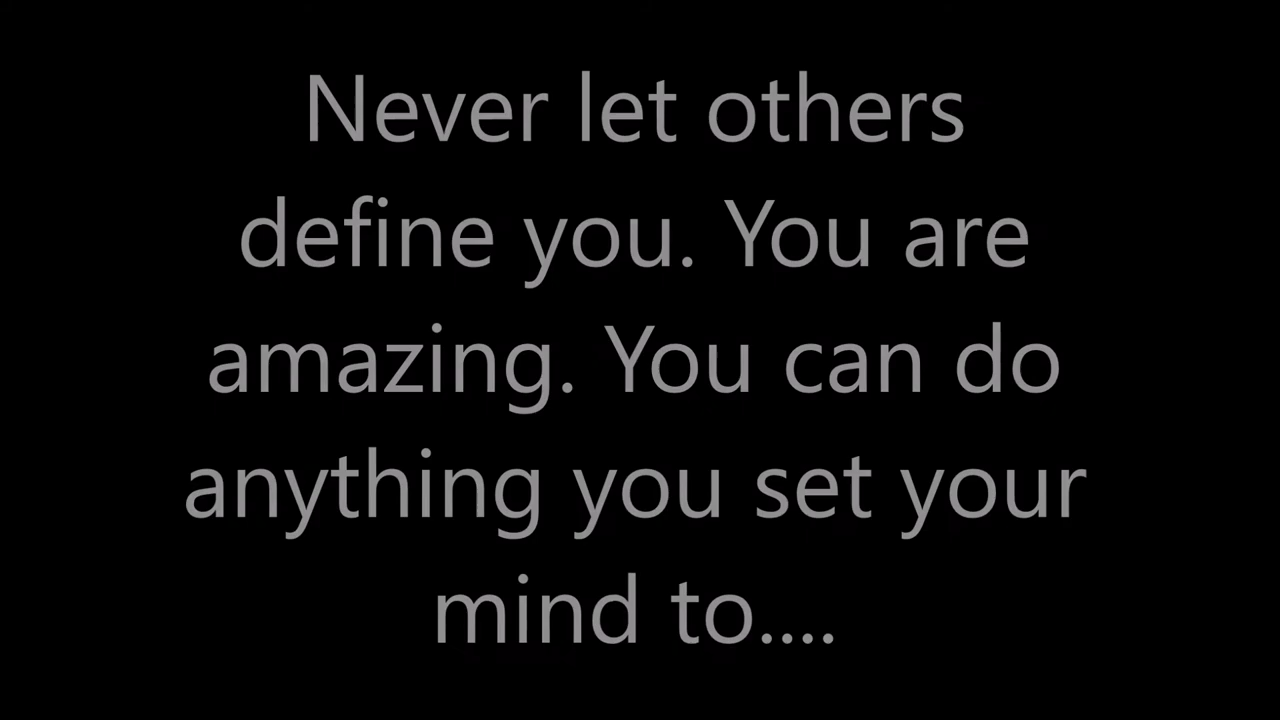 Never let others
define you. You are
amazing. You can do
anything you set your
mind to....